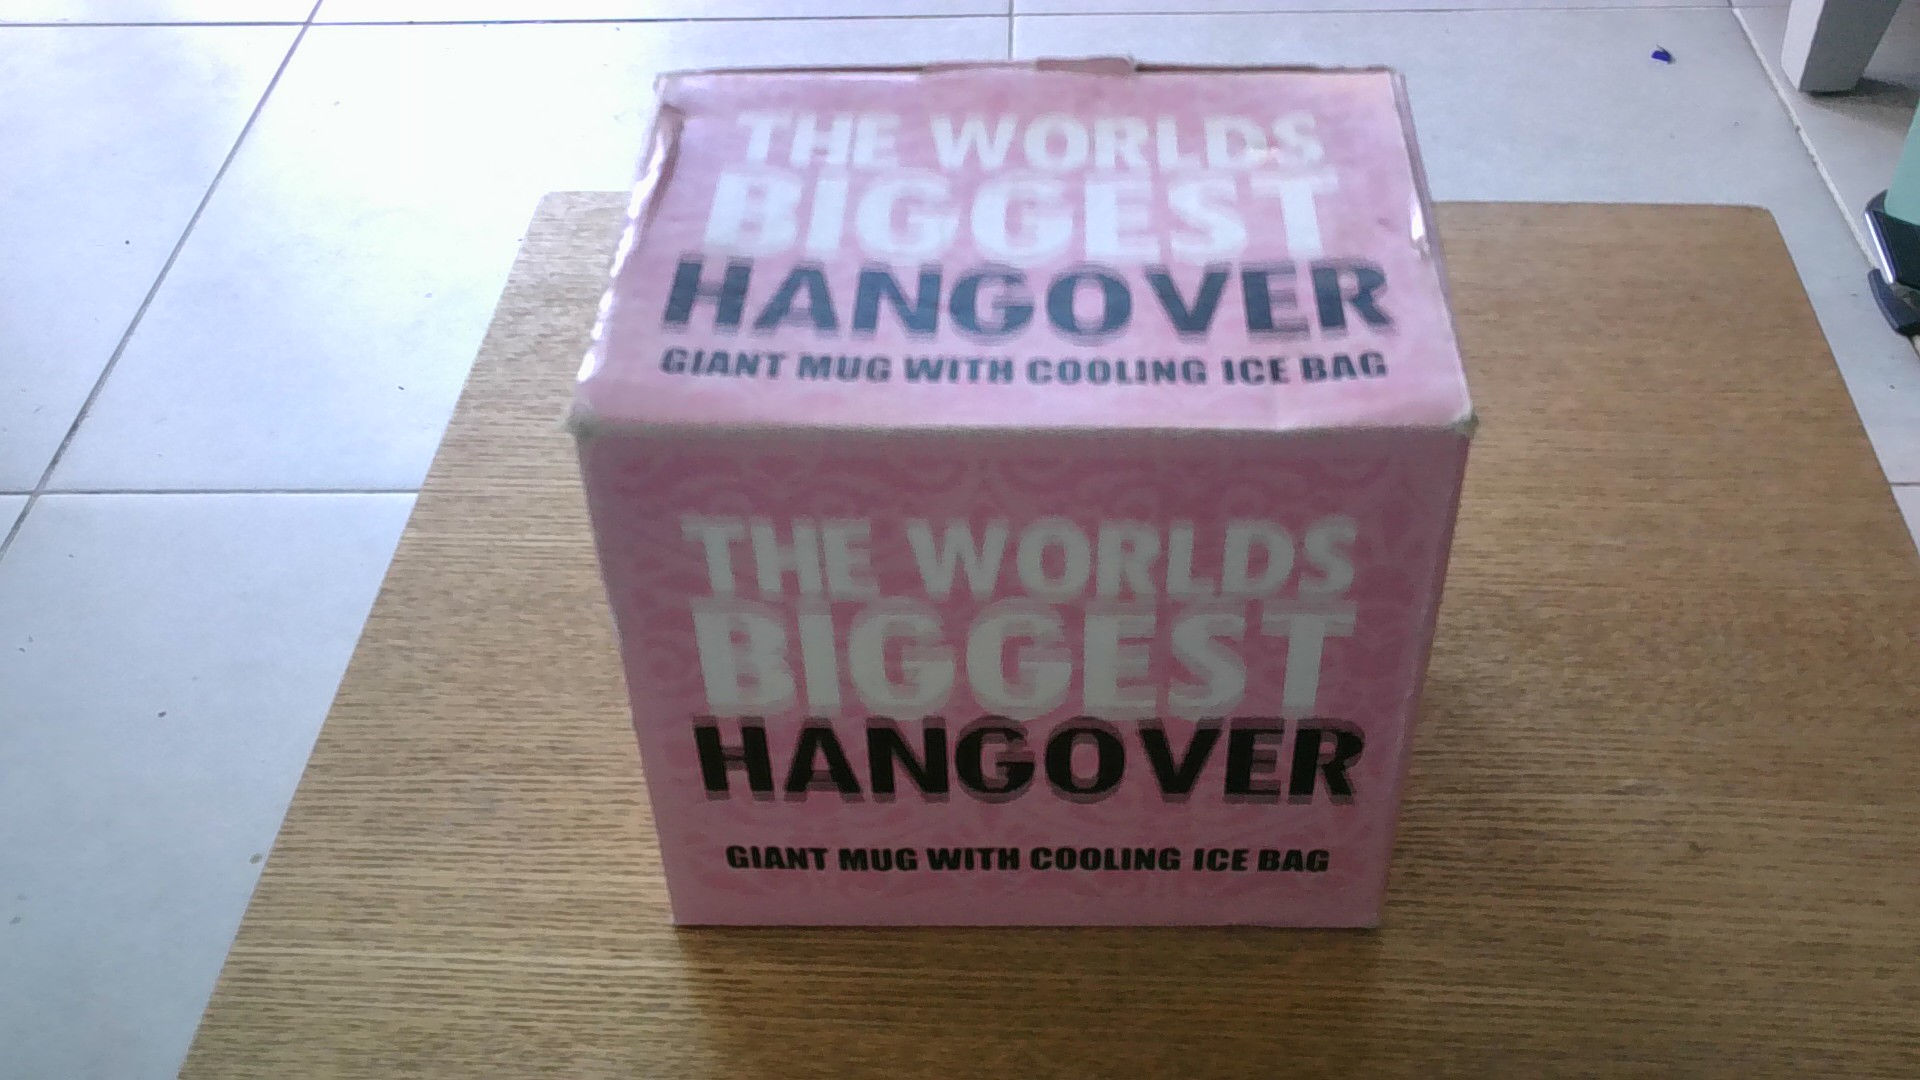 THE WORLDS
BIGGEST
HANGOVER
GIANT MUG WITH COOLING ICE BAG
THE WORLDS
BIGGEST
HANGOVER
GIANT MUG WITH COOLING ICE BAG